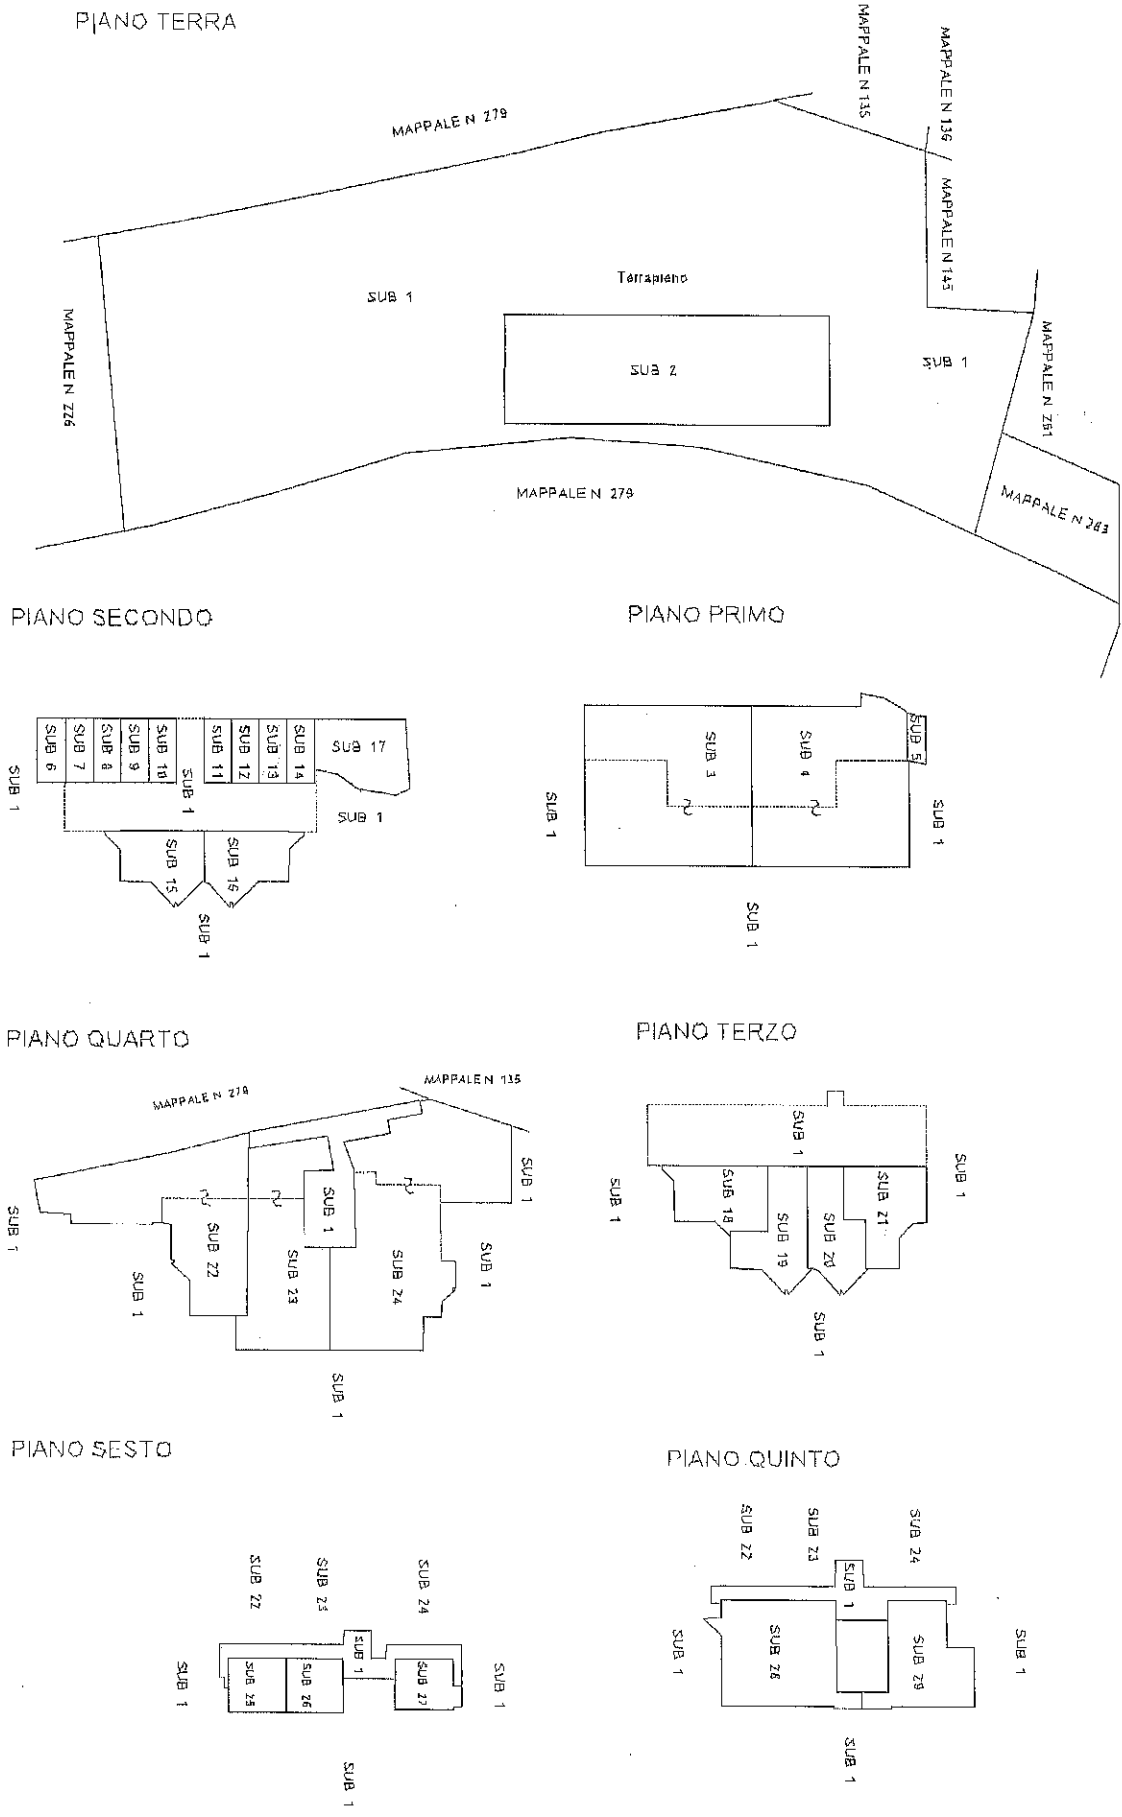 PIANO TERRA
MAPPALE N 135
MAPPALE N 136
MAPPALE N 279
MAPPALE N 143
SUB 1
Terrapieno
SUB 2
SUB 1
MAPPALE N 226
MAPPALE N 261
MAPPALE N 279
MAPPALE N 263
PIANO SECONDO
SUB 6
SUB 7
SUB 8
SUB 9
SUB 10
SUB 11
SUB 12
SUB 13
SUB 14
SUB 17
SUB 1
SUB 1
SUB 1
SUB 15
SUB 16
SUB 1
PIANO PRIMO
SUB 3
SUB 4
SUB 5
SUB 1
SUB 1
SUB 1
PIANO QUARTO
MAPPALE N 279
MAPPALE N 135
SUB 1
SUB 1
SUB 1
SUB 22
SUB 23
SUB 24
SUB 1
SUB 1
SUB 1
PIANO TERZO
SUB 1
SUB 1
SUB 1
SUB 18
SUB 19
SUB 20
SUB 21
SUB 1
PIANO SESTO
SUB 22
SUB 23
SUB 24
SUB 1
SUB 1
SUB 25
SUB 26
SUB 27
SUB 1
SUB 1
PIANO QUINTO
SUB 22
SUB 23
SUB 24
SUB 1
SUB 1
SUB 28
SUB 29
SUB 1
SUB 1